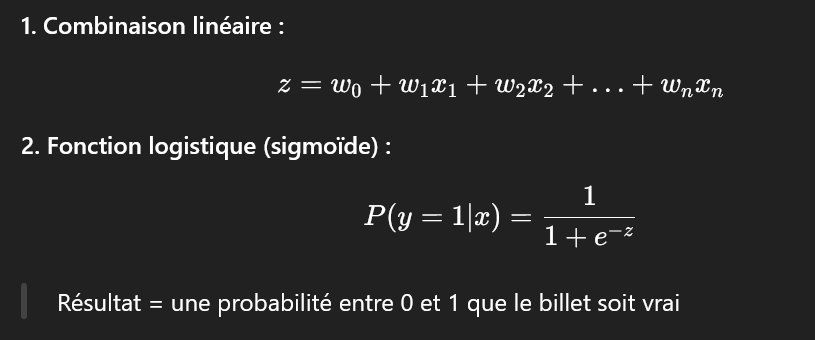 1. Combinaison linéaire :
z = w₀ + w₁x₁ + w₂x₂ + … + wₙxₙ
2. Fonction logistique (sigmoïde) :
P(y = 1|x) = 1 / (1 + e⁻ᶻ)
Résultat = une probabilité entre 0 et 1 que le billet soit vrai